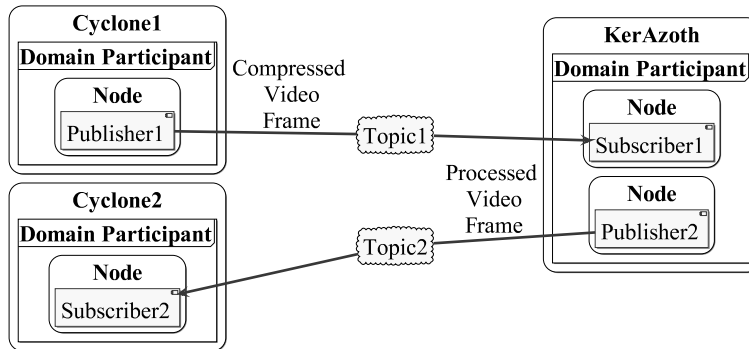 Cyclone1
Domain Participant
Node
Publisher1
Compressed
Video
Frame
Topic1
KerAzoth
Domain Participant
Node
Subscriber1
Node
Publisher2
Processed
Video
Frame
Topic2
Cyclone2
Domain Participant
Node
Subscriber2